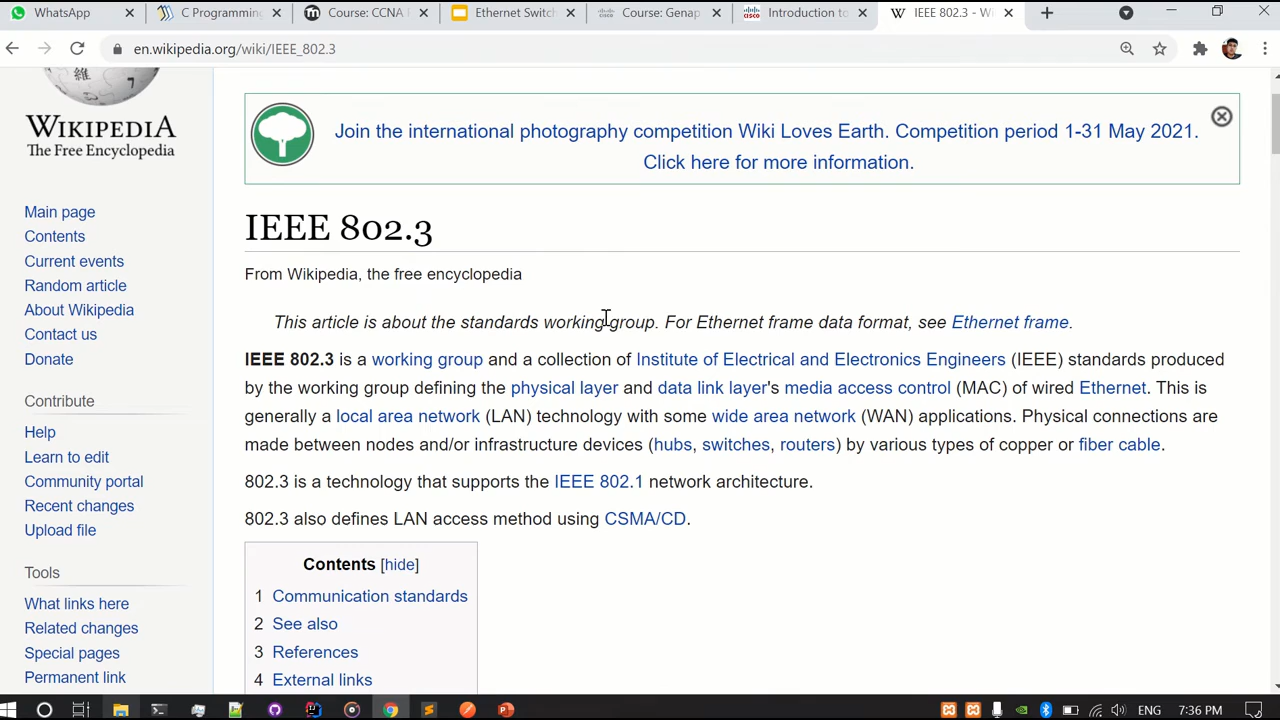 WhatsApp
C Programming
Course: CCNA
Ethernet Switc
Course: Genap
Introduction to
IEEE 802.3 - Wi
en.wikipedia.org/wiki/IEEE_802.3
WIKIPEDIA
The Free Encyclopedia
Main page
Contents
Current events
Random article
About Wikipedia
Contact us
Donate
Contribute
Help
Learn to edit
Community portal
Recent changes
Upload file
Tools
What links here
Related changes
Special pages
Permanent link
Join the international photography competition Wiki Loves Earth. Competition period 1-31 May 2021.
Click here for more information.
IEEE 802.3
From Wikipedia, the free encyclopedia
This article is about the standards working group. For Ethernet frame data format, see Ethernet frame.
IEEE 802.3 is a working group and a collection of Institute of Electrical and Electronics Engineers (IEEE) standards produced
by the working group defining the physical layer and data link layer's media access control (MAC) of wired Ethernet. This is
generally a local area network (LAN) technology with some wide area network (WAN) applications. Physical connections are
made between nodes and/or infrastructure devices (hubs, switches, routers) by various types of copper or fiber cable.
802.3 is a technology that supports the IEEE 802.1 network architecture.
802.3 also defines LAN access method using CSMA/CD.
Contents [hide]
1 Communication standards
2 See also
3 References
4 External links
ENG 7:36 PM